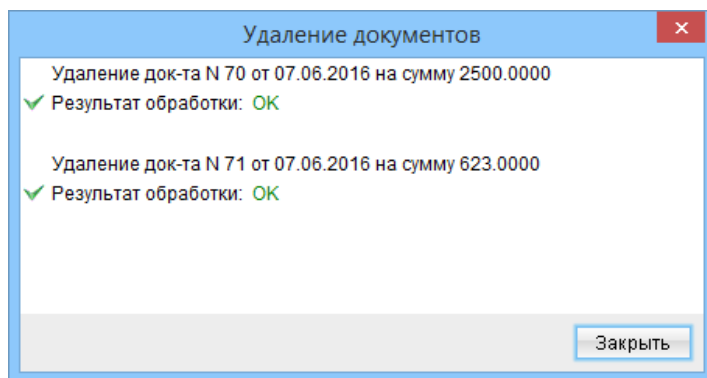 Удаление документов
Удаление док-та N 70 от 07.06.2016 на сумму 2500.0000
Результат обработки: OK
Удаление док-та N 71 от 07.06.2016 на сумму 623.0000
Результат обработки: OK
Закрыть